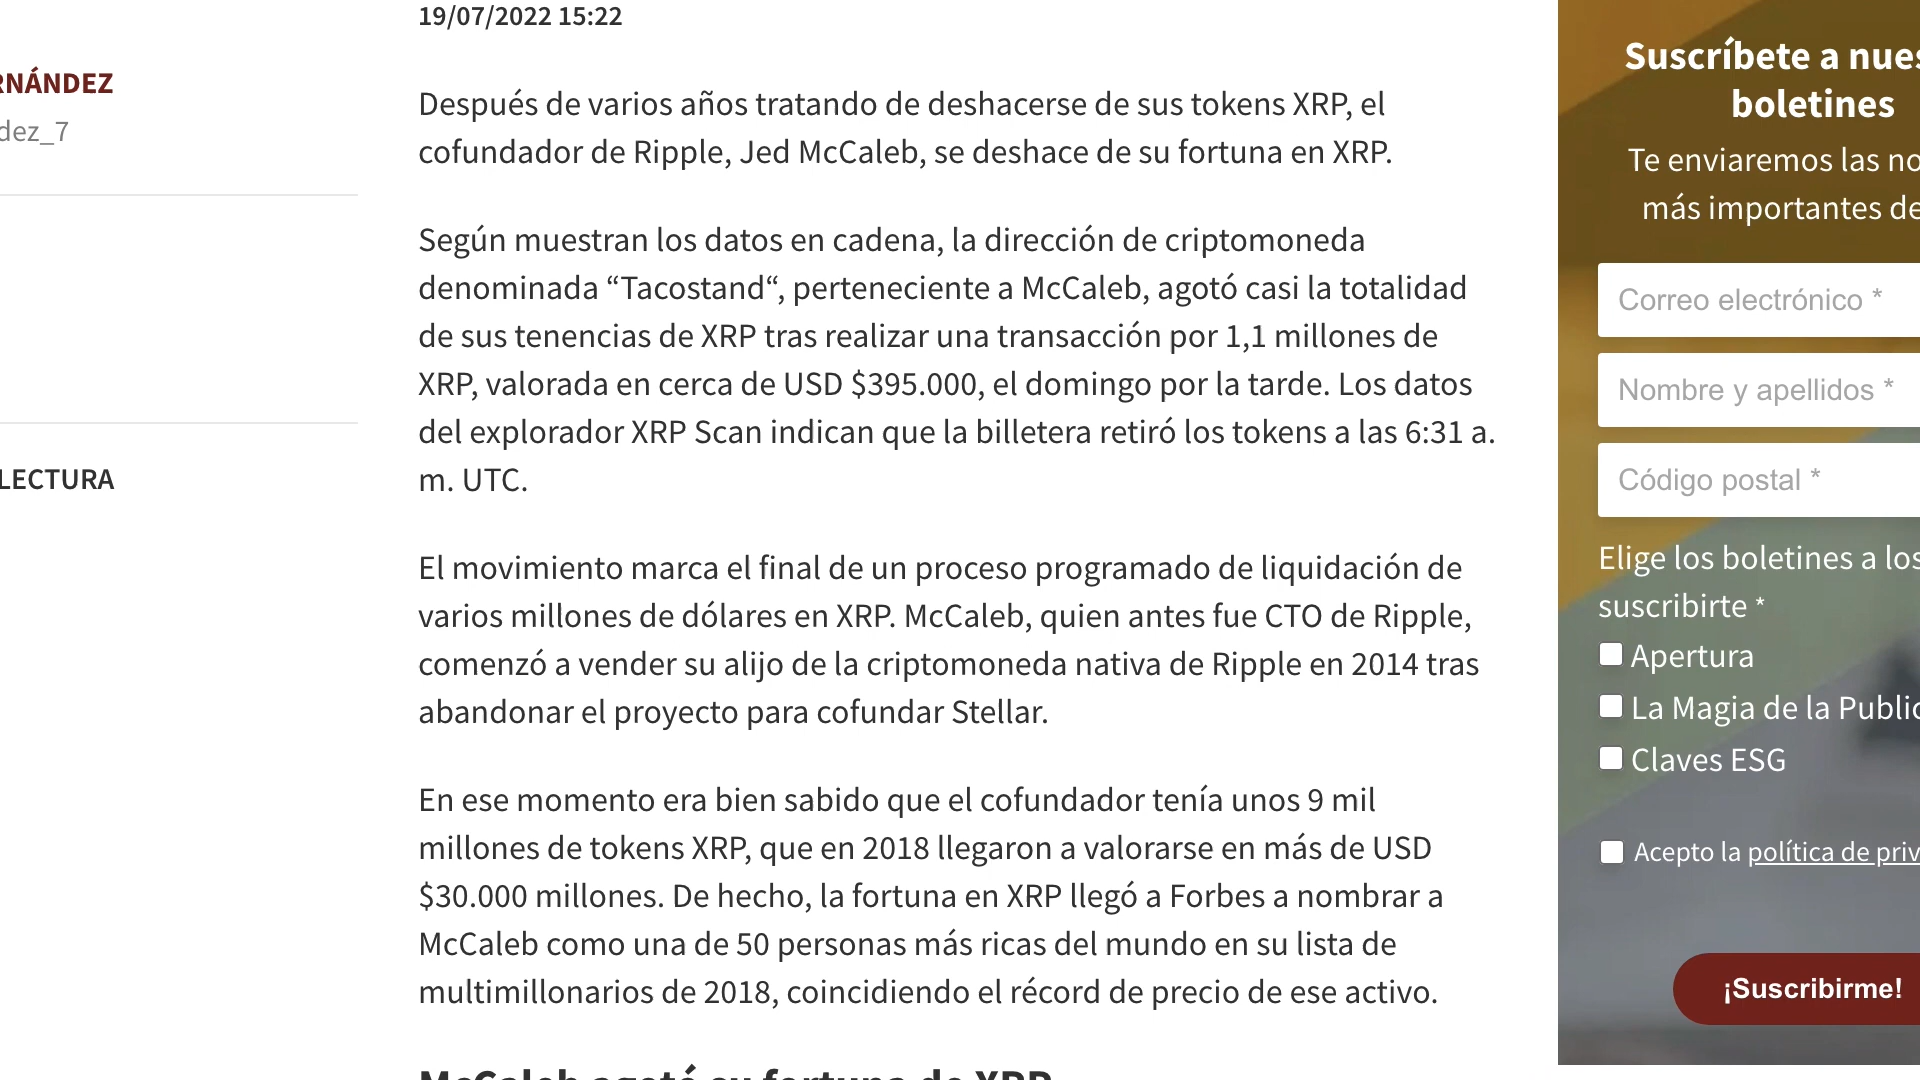 19/07/2022 15:22
RNÁNDEZ
dez_7
LECTURA
Después de varios años tratando de deshacerse de sus tokens XRP, el
cofundador de Ripple, Jed McCaleb, se deshace de su fortuna en XRP.
Según muestran los datos en cadena, la dirección de criptomoneda
denominada “Tacostand“, perteneciente a McCaleb, agotó casi la totalidad
de sus tenencias de XRP tras realizar una transacción por 1,1 millones de
XRP, valorada en cerca de USD $395.000, el domingo por la tarde. Los datos
del explorador XRP Scan indican que la billetera retiró los tokens a las 6:31 a.
m. UTC.
El movimiento marca el final de un proceso programado de liquidación de
varios millones de dólares en XRP. McCaleb, quien antes fue CTO de Ripple,
comenzó a vender su alijo de la criptomoneda nativa de Ripple en 2014 tras
abandonar el proyecto para cofundar Stellar.
En ese momento era bien sabido que el cofundador tenía unos 9 mil
millones de tokens XRP, que en 2018 llegaron a valorarse en más de USD
$30.000 millones. De hecho, la fortuna en XRP llegó a Forbes a nombrar a
McCaleb como una de 50 personas más ricas del mundo en su lista de
multimillonarios de 2018, coincidiendo el récord de precio de ese activo.
McCaleb agotó su fortuna de XRP
Suscríbete a nues
boletines
Te enviaremos las no
más importantes de
Correo electrónico *
Nombre y apellidos *
Código postal *
Elige los boletines a los
suscribirte *
Apertura
La Magia de la Public
Claves ESG
Acepto la política de priv
¡Suscribirme!